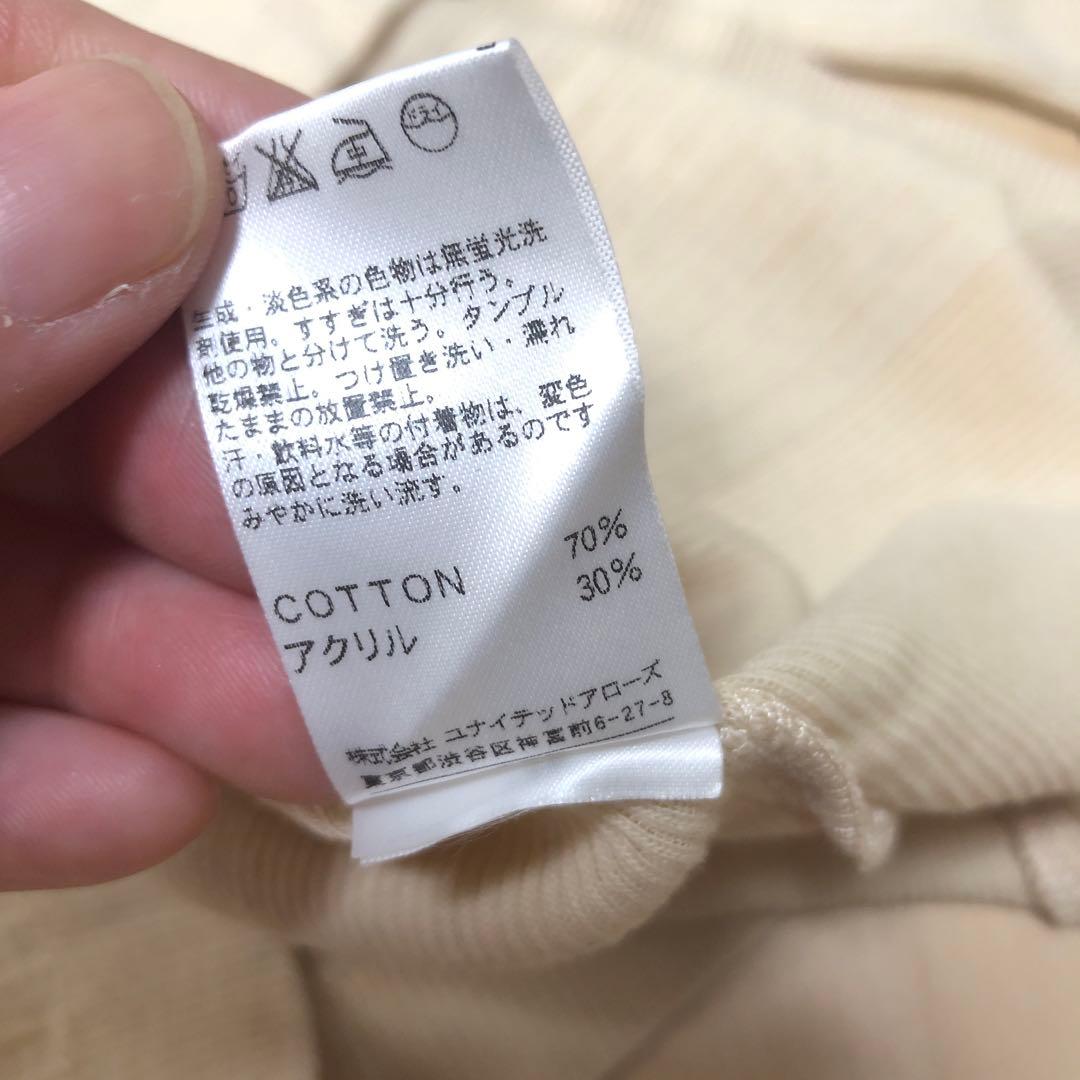 ドライ
中
生成・淡色系の色物は無蛍光洗
剤使用。すすぎは十分行う。
他の物と分けて洗う。タンブル
乾燥禁止。つけ置き洗い・濡れ
たままの放置禁止。
汗・飲料水等の付着物は、変色
の原因となる場合があるのです
みやかに洗い流す。
COTTON 70%
アクリル 30%
株式会社 ユナイテッドアローズ
東京都渋谷区神宮前6-27-8